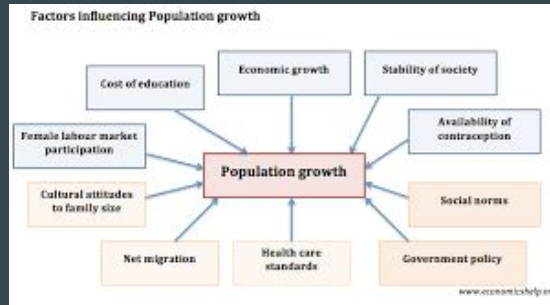 Factors influencing Population growth
Economic growth
Stability of society
Cost of education
Availability of
contraception
Female labour market
participation
Population growth
Cultural attitudes
to family size
Social norms
Net migration
Health care
standards
Government policy